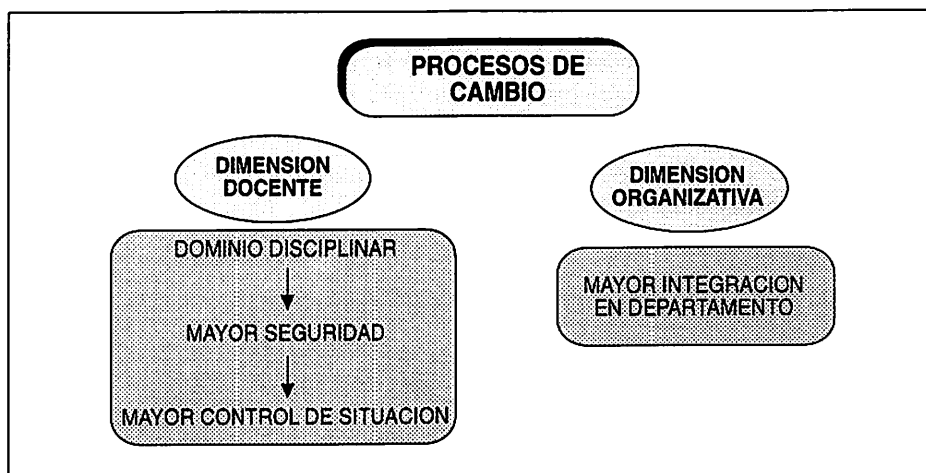 PROCESOS DE
CAMBIO
DIMENSION
DOCENTE
DOMINIO DISCIPLINAR
MAYOR SEGURIDAD
MAYOR CONTROL DE SITUACION
DIMENSION
ORGANIZATIVA
MAYOR INTEGRACION
EN DEPARTAMENTO